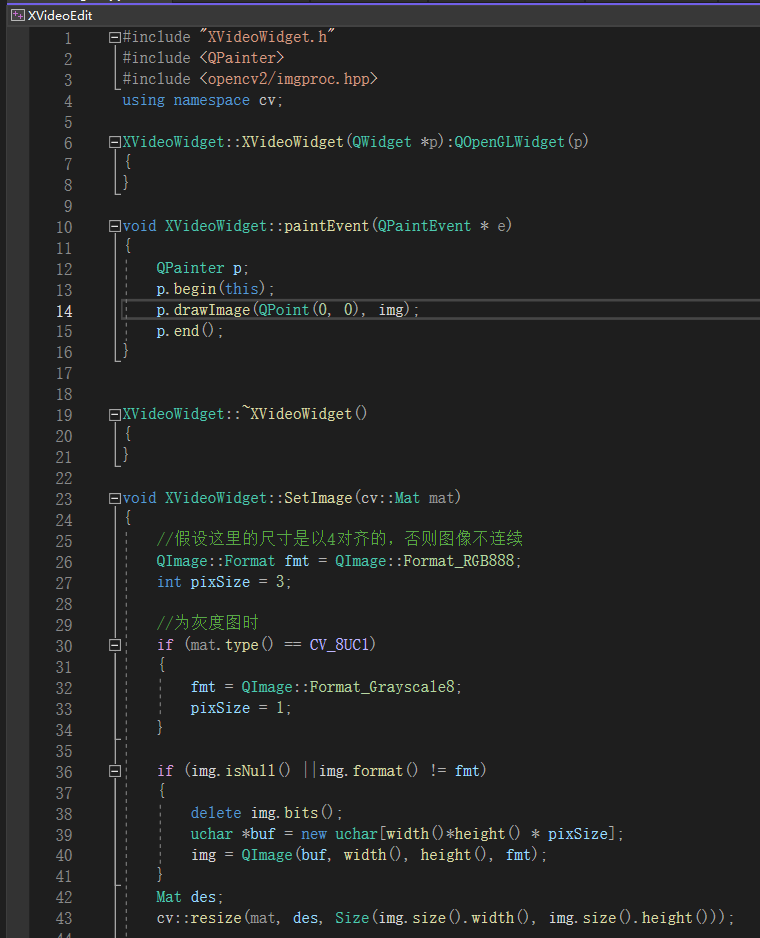 XVideoEdit
1 #include "XVideoWidget.h"
2 #include <QPainter>
3 #include <opencv2/imgproc.hpp>
4 using namespace cv;
5
6 XVideoWidget::XVideoWidget(QWidget *p):QOpenGLWidget(p)
7 {
8 }
9
10 void XVideoWidget::paintEvent(QPaintEvent * e)
11 {
12     QPainter p;
13     p.begin(this);
14     p.drawImage(QPoint(0, 0), img);
15     p.end();
16 }
17
18
19 XVideoWidget::~XVideoWidget()
20 {
21 }
22
23 void XVideoWidget::SetImage(cv::Mat mat)
24 {
25     //假设这里的尺寸是以4对齐的，否则图像不连续
26     QImage::Format fmt = QImage::Format_RGB888;
27     int pixSize = 3;
28
29     //为灰度图时
30     if (mat.type() == CV_8UC1)
31     {
32         fmt = QImage::Format_Grayscale8;
33         pixSize = 1;
34     }
35
36     if (img.isNull() ||img.format() != fmt)
37     {
38         delete img.bits();
39         uchar *buf = new uchar[width()*height() * pixSize];
40         img = QImage(buf, width(), height(), fmt);
41     }
42     Mat des;
43     cv::resize(mat, des, Size(img.size().width(), img.size().height()));